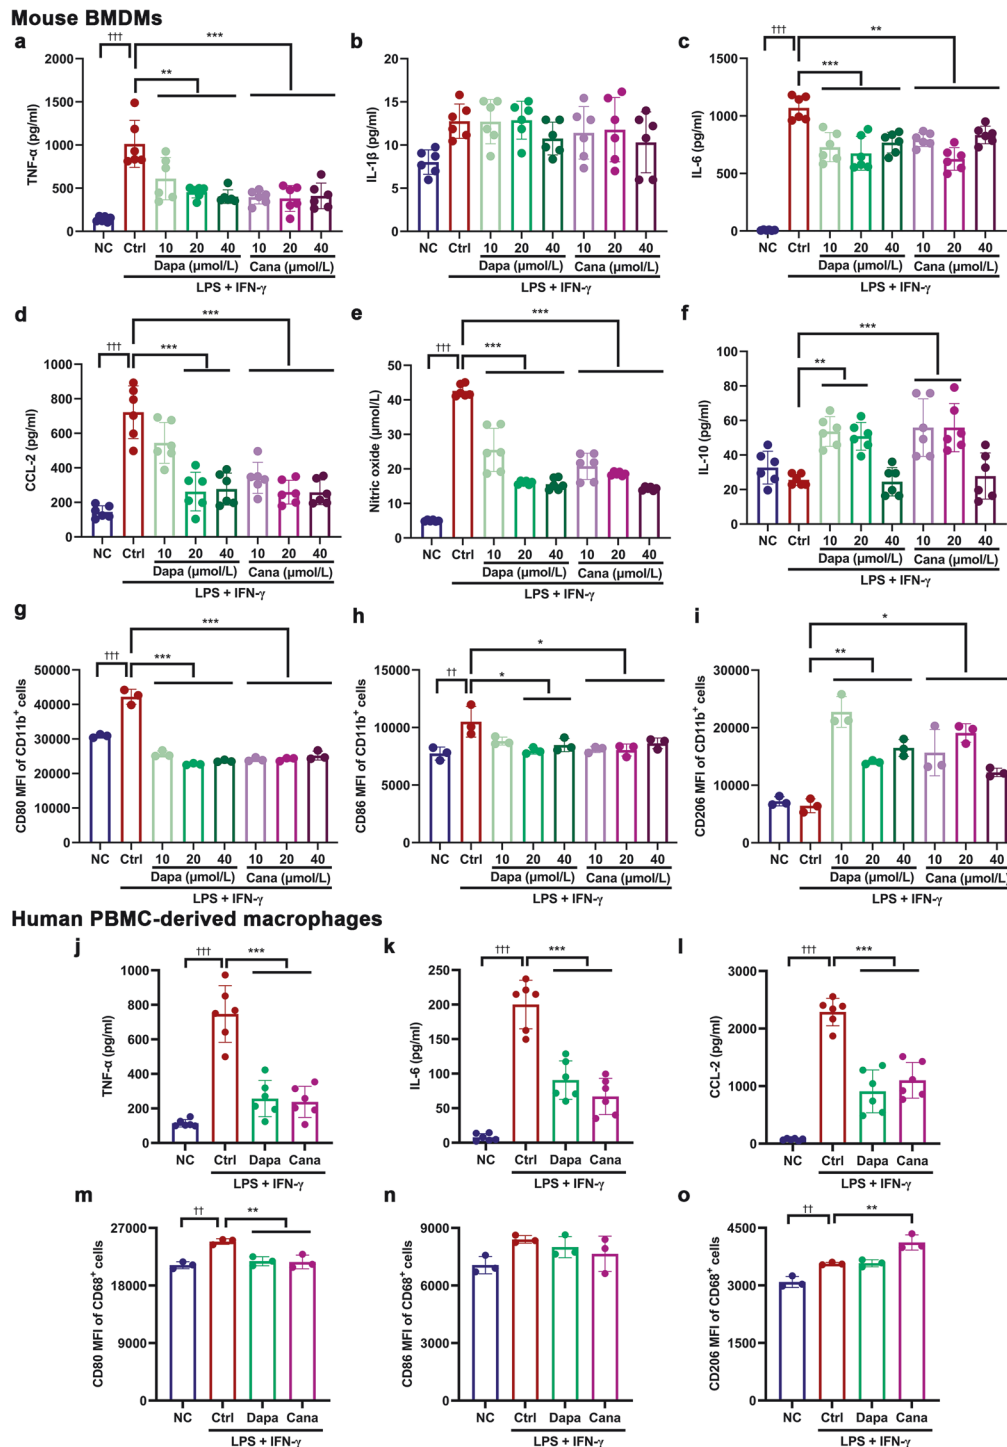 Mouse BMDMs
a
†††
***
**
TNF-α (pg/ml)
2000
1500
1000
500
0
NC Ctrl 10 20 40 10 20 40
Dapa (μmol/L) Cana (μmol/L)
LPS + IFN-γ
b
IL-1β (pg/ml)
20
15
10
5
0
NC Ctrl 10 20 40 10 20 40
Dapa (μmol/L) Cana (μmol/L)
LPS + IFN-γ
c
†††
**
***
IL-6 (pg/ml)
1500
1000
500
0
NC Ctrl 10 20 40 10 20 40
Dapa (μmol/L) Cana (μmol/L)
LPS + IFN-γ
d
***
†††
***
CCL-2 (pg/ml)
1000
800
600
400
200
0
NC Ctrl 10 20 40 10 20 40
Dapa (μmol/L) Cana (μmol/L)
LPS + IFN-γ
e
***
†††
***
Nitric oxide (μmol/L)
50
40
30
20
10
0
NC Ctrl 10 20 40 10 20 40
Dapa (μmol/L) Cana (μmol/L)
LPS + IFN-γ
f
***
**
IL-10 (pg/ml)
80
60
40
20
0
NC Ctrl 10 20 40 10 20 40
Dapa (μmol/L) Cana (μmol/L)
LPS + IFN-γ
g
***
†††
***
CD80 MFI of CD11b+ cells
50000
40000
30000
20000
10000
0
NC Ctrl 10 20 40 10 20 40
Dapa (μmol/L) Cana (μmol/L)
LPS + IFN-γ
h
*
††
*
CD86 MFI of CD11b+ cells
15000
10000
5000
0
NC Ctrl 10 20 40 10 20 40
Dapa (μmol/L) Cana (μmol/L)
LPS + IFN-γ
i
*
**
CD206 MFI of CD11b+ cells
30000
20000
10000
0
NC Ctrl 10 20 40 10 20 40
Dapa (μmol/L) Cana (μmol/L)
LPS + IFN-γ
Human PBMC-derived macrophages
j
†††
***
TNF-α (pg/ml)
1000
800
600
400
200
0
NC Ctrl Dapa Cana
LPS + IFN-γ
k
†††
***
IL-6 (pg/ml)
250
200
150
100
50
0
NC Ctrl Dapa Cana
LPS + IFN-γ
l
†††
***
CCL-2 (pg/ml)
3000
2000
1000
0
NC Ctrl Dapa Cana
LPS + IFN-γ
m
††
**
CD80 MFI of CD68+ cells
27000
18000
9000
0
NC Ctrl Dapa Cana
LPS + IFN-γ
n
CD86 MFI of CD68+ cells
9000
6000
3000
0
NC Ctrl Dapa Cana
LPS + IFN-γ
o
††
**
CD206 MFI of CD68+ cells
4500
3000
1500
0
NC Ctrl Dapa Cana
LPS + IFN-γ